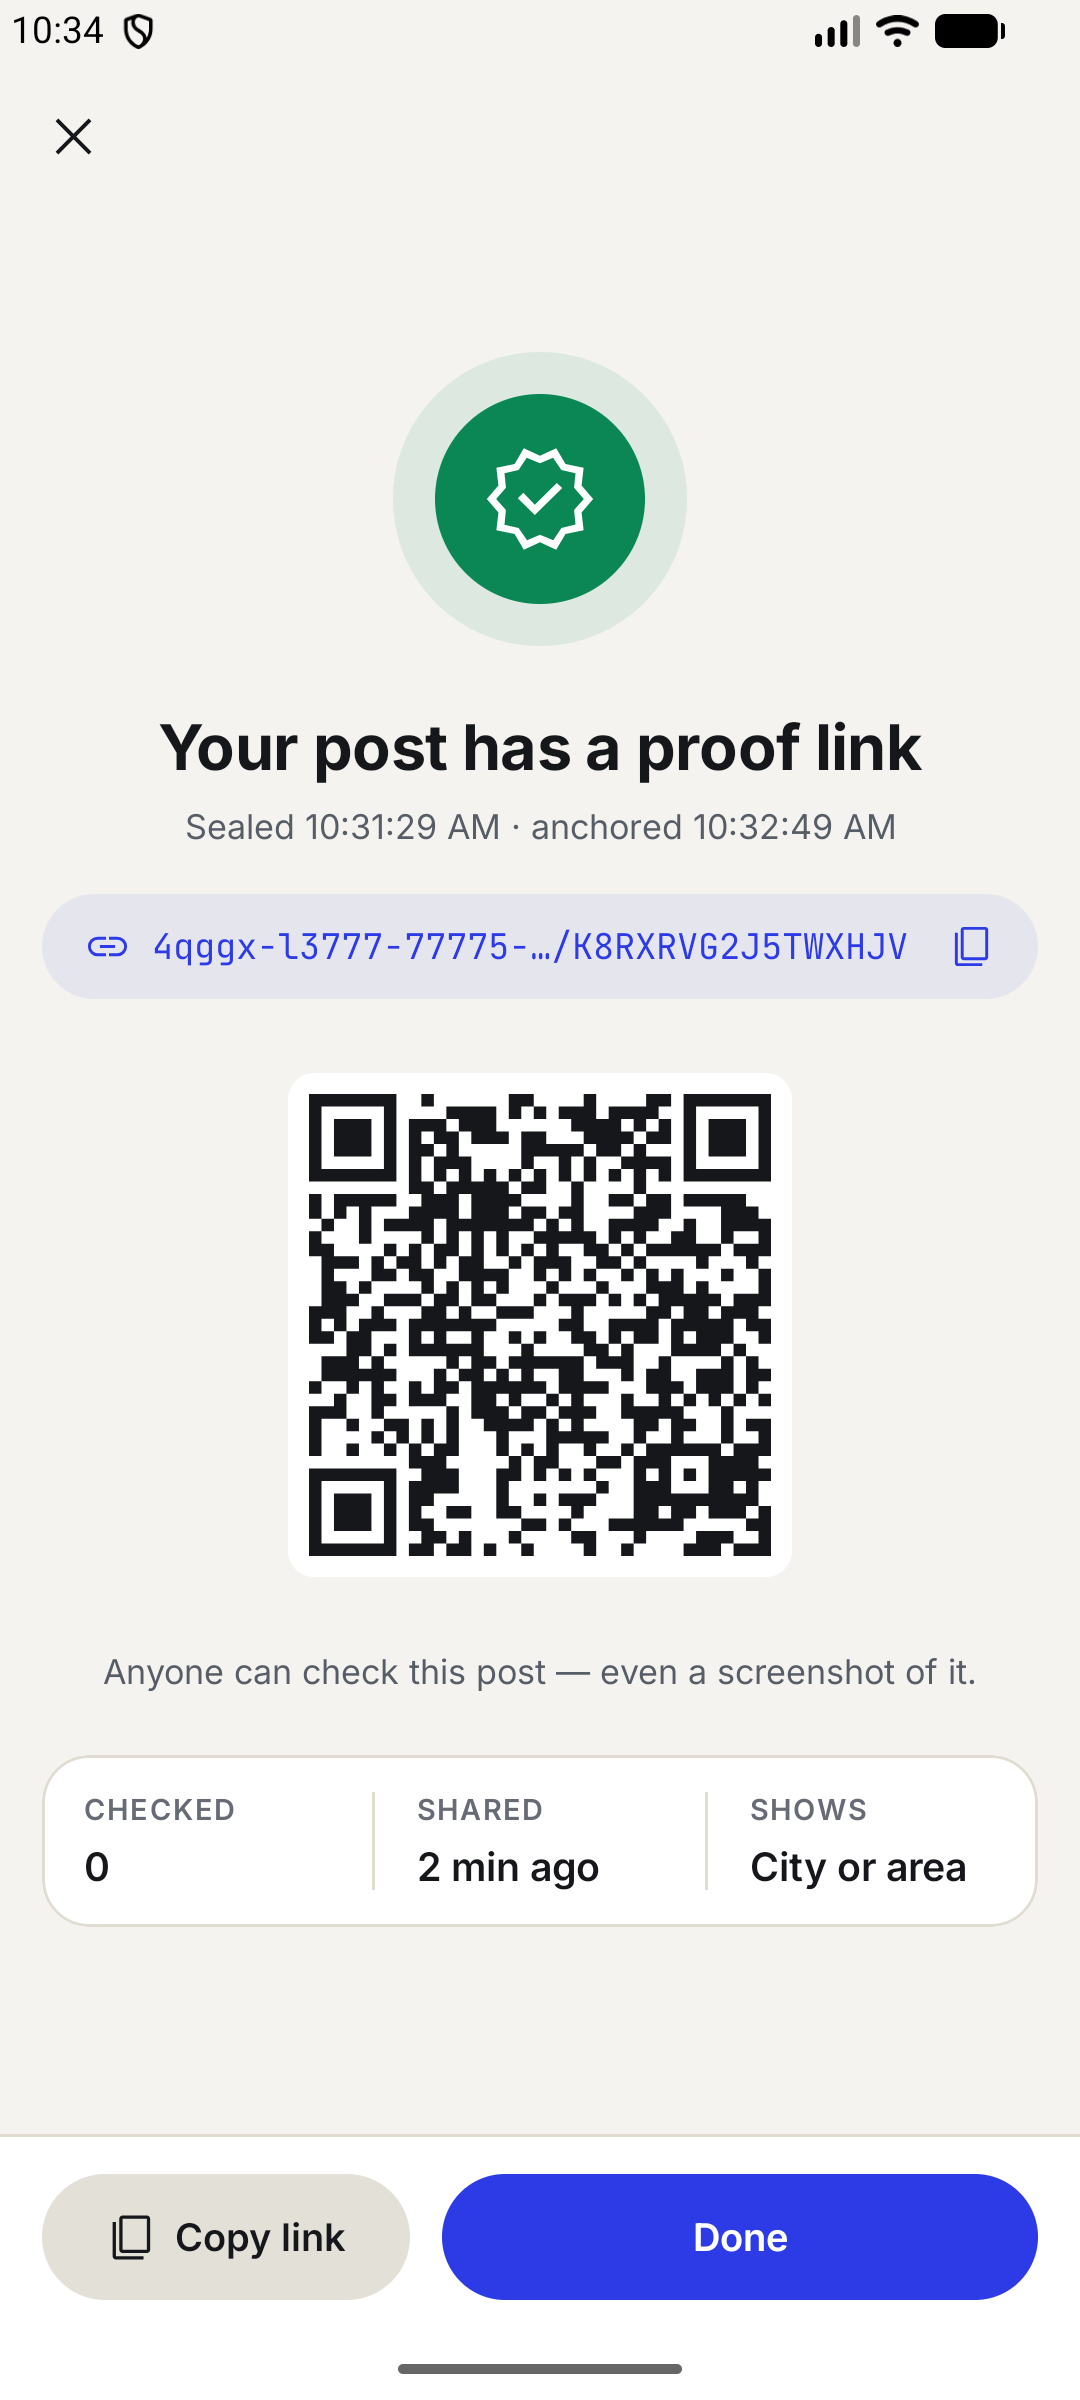 10:34
Your post has a proof link
Sealed 10:31:29 AM · anchored 10:32:49 AM
4qggx-l3777-77775-…/K8RXRVG2J5TWXHJV
Anyone can check this post — even a screenshot of it.
CHECKED SHARED SHOWS
0 2 min ago City or area
Copy link Done